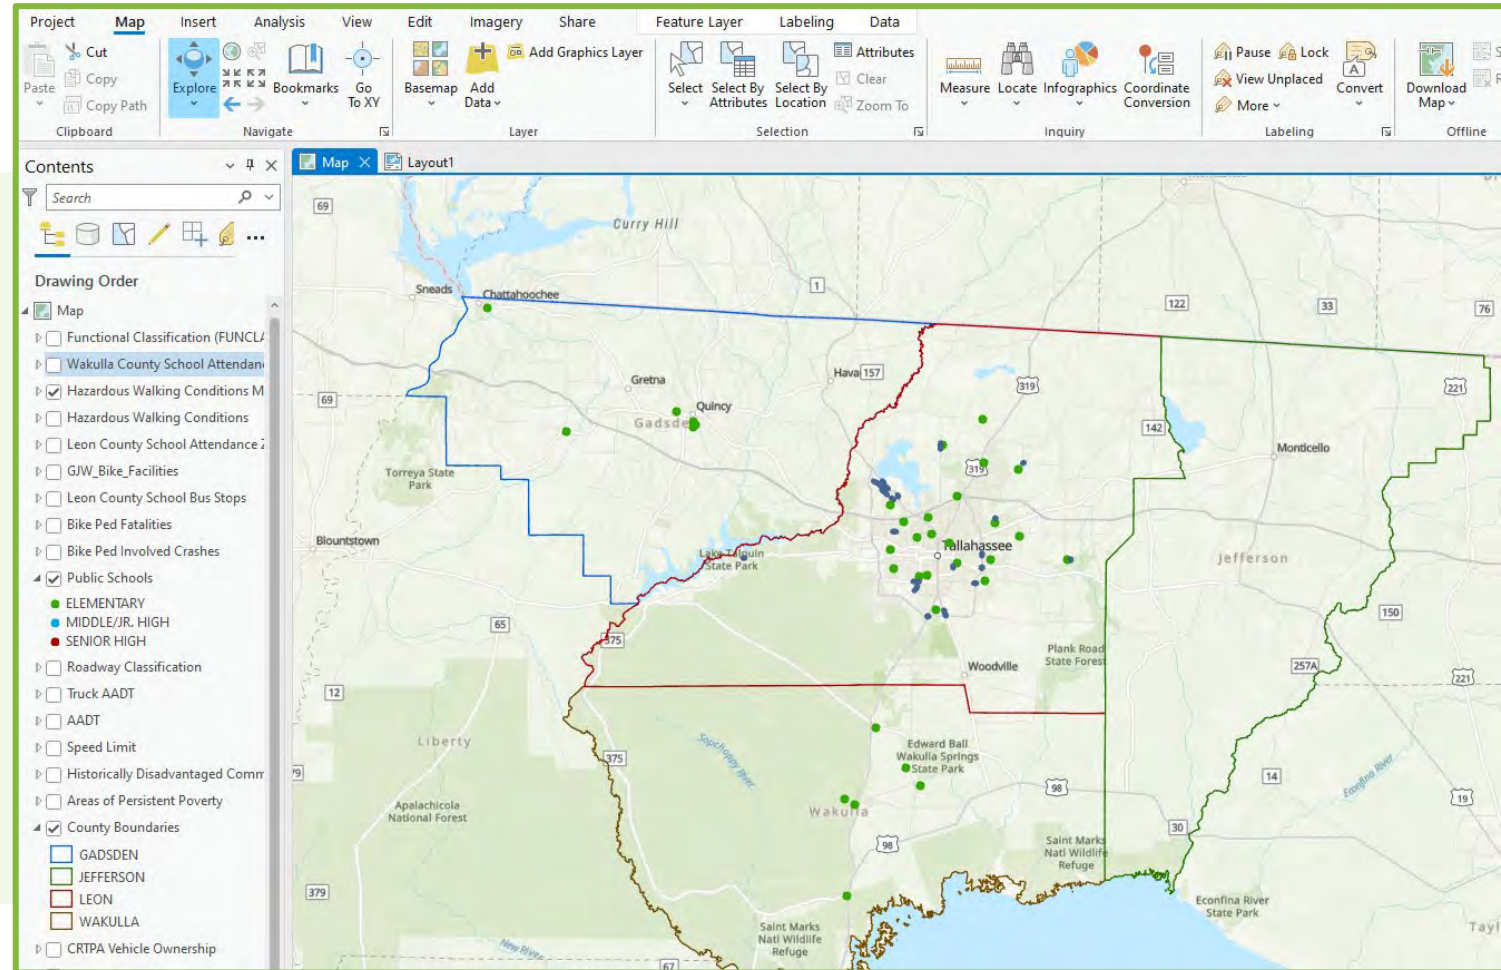 Project Map Insert Analysis View Edit Imagery Share Feature Layer Labeling Data
Paste
Cut
Copy
Copy Path
Clipboard
Explore
Bookmarks
Go
To XY
Navigate
Basemap
Add
Data
Add Graphics Layer
Layer
Select
Select By
Attributes
Select By
Location
Attributes
Clear
Zoom To
Selection
Measure
Locate
Infographics
Coordinate
Conversion
Inquiry
Pause
Lock
View Unplaced
More
A
Convert
Labeling
Download
Map
Offline
Contents
Search
Drawing Order
Map
Functional Classification (FUNCLA
Wakulla County School Attendan
Hazardous Walking Conditions M
Hazardous Walking Conditions
Leon County School Attendance Z
GJW_Bike_Facilities
Leon County School Bus Stops
Bike Ped Fatalities
Bike Ped Involved Crashes
Public Schools
ELEMENTARY
MIDDLE/JR. HIGH
SENIOR HIGH
Roadway Classification
Truck AADT
AADT
Speed Limit
Historically Disadvantaged Comm
Areas of Persistent Poverty
County Boundaries
GADSDEN
JEFFERSON
LEON
WAKULLA
CRTPA Vehicle Ownership
Map Layout1
69
Curry Hill
Sneads
Chattahoochee
1
122
33
76
Gretna
Hava 157
319
221
69
Quincy
Gadsde
142
Monticello
Torreya State
Park
319
Blountstown
Lake Talquin
State Park
Tallahassee
Jefferson
65
375
150
Plank Road
State Forest
Woodville
257A
221
12
Liberty
Sopchoppy River
Edward Ball
Wakulla Springs
State Park
375
79
14
Econfina River
98
19
Apalachicola
National Forest
Wakulla
30
98
Saint Marks
Natl Wildlife
Refuge
379
Econfina River
State Park
Saint Marks
Natl Wildlife
Refuge
Tayl
New River
67